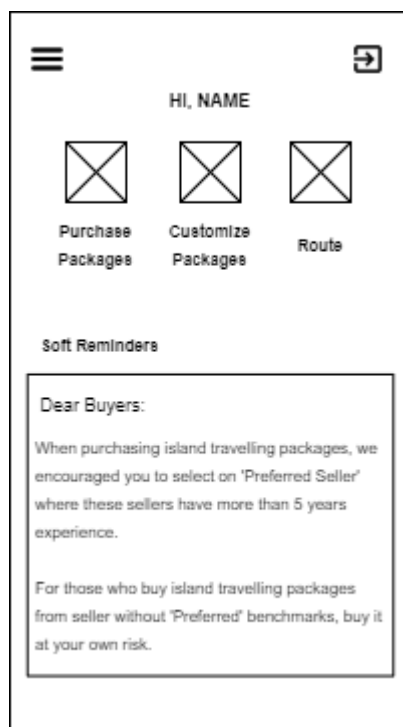 HI, NAME
Purchase
Packages
Customize
Packages
Route
Soft Reminders
Dear Buyers:
When purchasing island travelling packages, we
encouraged you to select on 'Preferred Seller'
where these sellers have more than 5 years
experience.
For those who buy island travelling packages
from seller without 'Preferred' benchmarks, buy it
at your own risk.